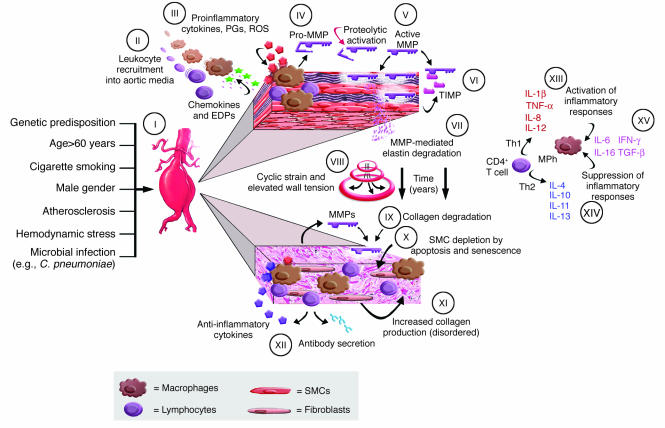 III
Proinflammatory
cytokines, PGs, ROS
IV
Pro-MMP
Proteolytic
activation
V
Active
MMP
II
Leukocyte
recruitment
into aortic media
Chemokines
and EDPs
VI
TIMP
I
Genetic predisposition
Age>60 years
Cigarette smoking
Male gender
Atherosclerosis
Hemodynamic stress
Microbial infection
(e.g., C. pneumoniae)
VII
MMP-mediated
elastin degradation
VIII
Cyclic strain and
elevated wall tension
Time
(years)
MMPs
IX
Collagen degradation
X
SMC depletion by
apoptosis and senescence
XI
Increased collagen
production (disordered)
Anti-inflammatory
cytokines
XII
Antibody secretion
IL-1β
TNF-α
IL-8
IL-12
Th1
CD4+
T cell
Th2
IL-4
IL-10
IL-11
IL-13
MPh
XIII
Activation of
inflammatory
responses
XV
IL-6 IFN-γ
IL-16 TGF-β
Suppression of
inflammatory
responses
XIV
= Macrophages
= SMCs
= Lymphocytes
= Fibroblasts